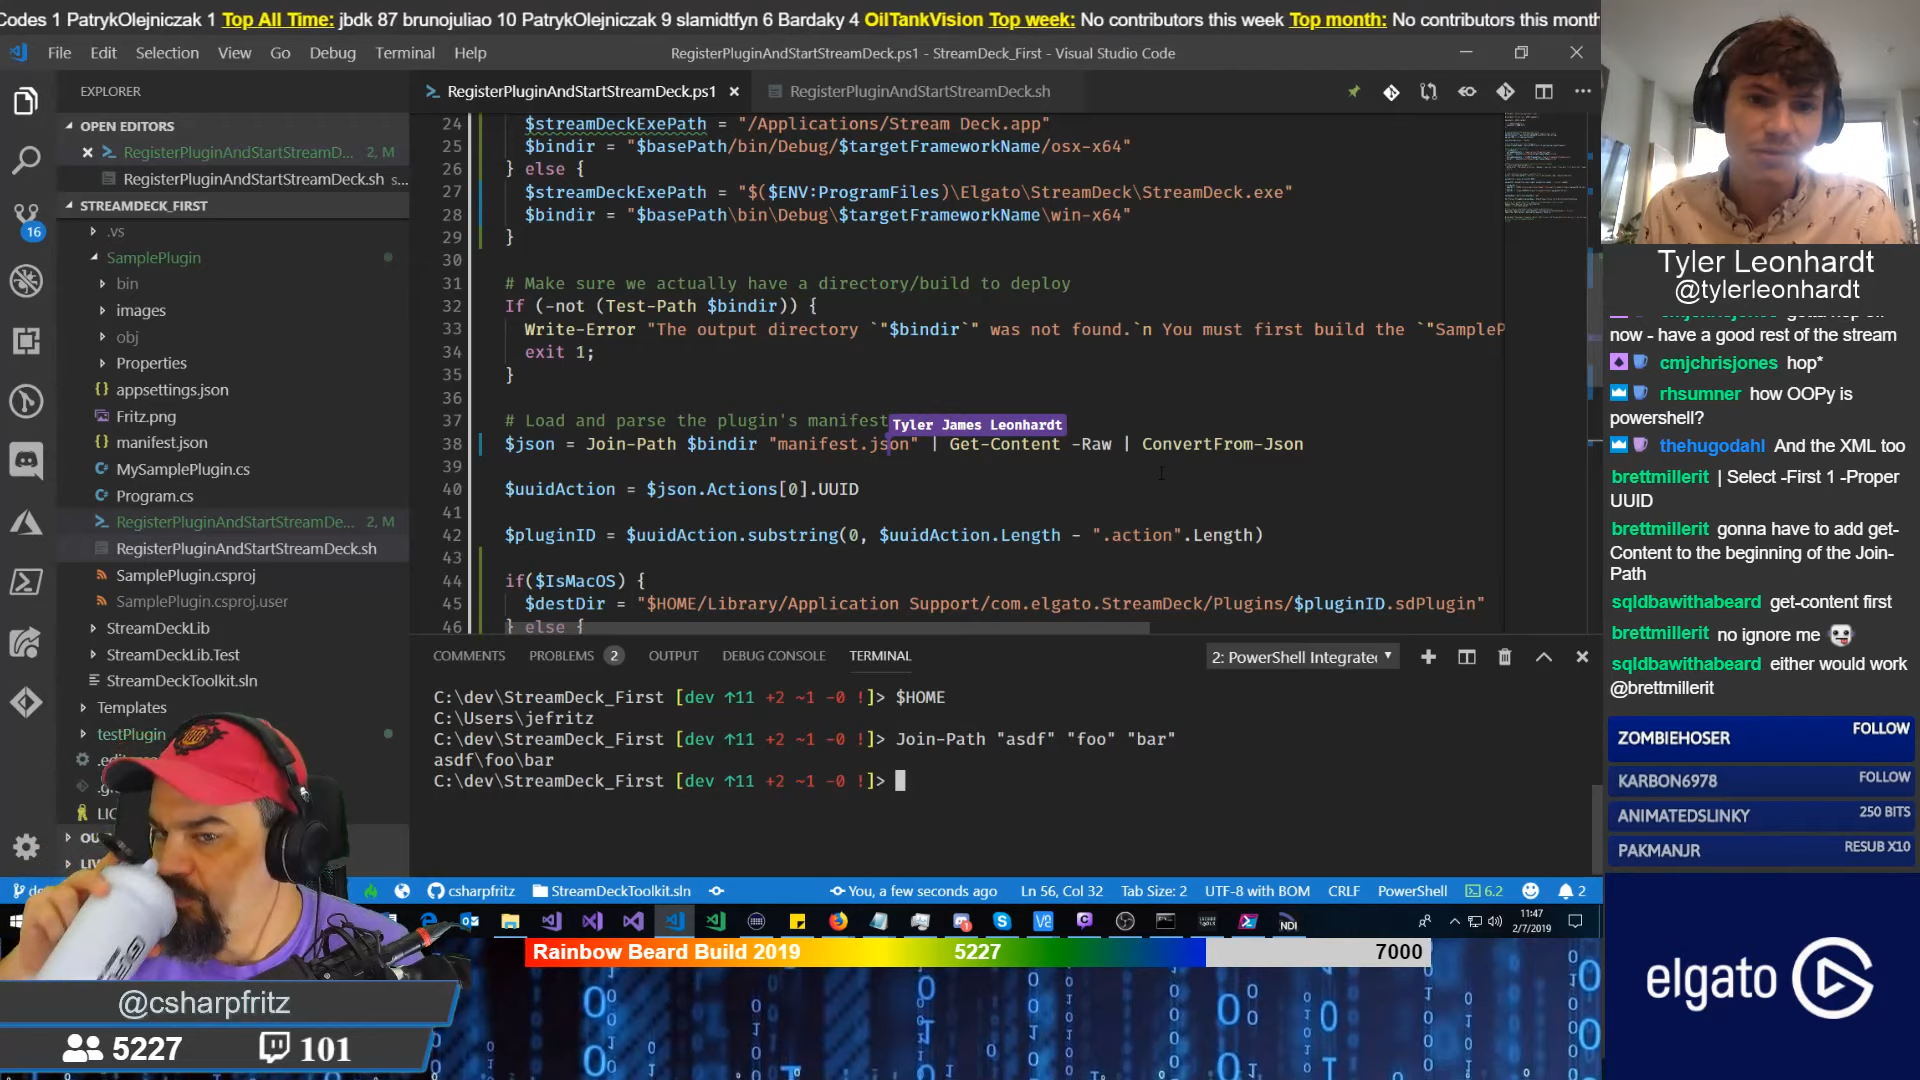 Codes 1 PatrykOlejniczak 1 Top All Time: jbdk 87 brunojuliao 10 PatrykOlejniczak 9 slamidtfyn 6 Bardaky 4 OilTankVision Top week: No contributors this week Top month: No contributors this month
File Edit Selection View Go Debug Terminal Help
RegisterPluginAndStartStreamDeck.ps1 - StreamDeck_First - Visual Studio Code
EXPLORER
OPEN EDITORS
RegisterPluginAndStartStreamD... 2, M
RegisterPluginAndStartStreamDeck.sh s...
STREAMDECK_FIRST
.vs
SamplePlugin
bin
images
obj
Properties
appsettings.json
Fritz.png
manifest.json
MySamplePlugin.cs
Program.cs
RegisterPluginAndStartStreamDe... 2, M
RegisterPluginAndStartStreamDeck.sh
SamplePlugin.csproj
SamplePlugin.csproj.user
StreamDeckLib
StreamDeckLib.Test
StreamDeckToolkit.sln
Templates
testPlugin
16
RegisterPluginAndStartStreamDeck.ps1
RegisterPluginAndStartStreamDeck.sh
24 $streamDeckExePath = "/Applications/Stream Deck.app"
25 $bindir = "$basePath/bin/Debug/$targetFrameworkName/osx-x64"
26 } else {
27 $streamDeckExePath = "$($ENV:ProgramFiles)\Elgato\StreamDeck\StreamDeck.exe"
28 $bindir = "$basePath\bin\Debug\$targetFrameworkName\win-x64"
29 }
30
31 # Make sure we actually have a directory/build to deploy
32 If (-not (Test-Path $bindir)) {
33 Write-Error "The output directory `"$bindir`" was not found.`n You must first build the `"SampleP
34 exit 1;
35 }
36
37 # Load and parse the plugin's manifest
Tyler James Leonhardt
38 $json = Join-Path $bindir "manifest.json" | Get-Content -Raw | ConvertFrom-Json
39
40 $uuidAction = $json.Actions[0].UUID
41
42 $pluginID = $uuidAction.substring(0, $uuidAction.Length - ".action".Length)
43
44 if($IsMacOS) {
45 $destDir = "$HOME/Library/Application Support/com.elgato.StreamDeck/Plugins/$pluginID.sdPlugin"
46 } else {
COMMENTS PROBLEMS 2 OUTPUT DEBUG CONSOLE TERMINAL
2: PowerShell Integrate
C:\dev\StreamDeck_First [dev ↑11 +2 ~1 -0 !]> $HOME
C:\Users\jefritz
C:\dev\StreamDeck_First [dev ↑11 +2 ~1 -0 !]> Join-Path "asdf" "foo" "bar"
asdf\foo\bar
C:\dev\StreamDeck_First [dev ↑11 +2 ~1 -0 !]>
csharpfritz StreamDeckToolkit.sln You, a few seconds ago Ln 56, Col 32 Tab Size: 2 UTF-8 with BOM CRLF PowerShell 6.2 2
11:47
2/7/2019
NDI
Rainbow Beard Build 2019 5227 7000
@csharpfritz
5227 101
Tyler Leonhardt
@tylerleonhardt
now - have a good rest of the stream
cmjchrisjones hop*
rhsumner how OOPy is
powershell?
thehugodahl And the XML too
brettmillerit | Select -First 1 -Proper
UUID
brettmillerit gonna have to add get-
Content to the beginning of the Join-
Path
sqldbawithabeard get-content first
brettmillerit no ignore me
sqldbawithabeard either would work
@brettmillerit
ZOMBIEHOSER FOLLOW
KARBON6978 FOLLOW
ANIMATEDSLINKY 250 BITS
PAKMANJR RESUB X10
elgato